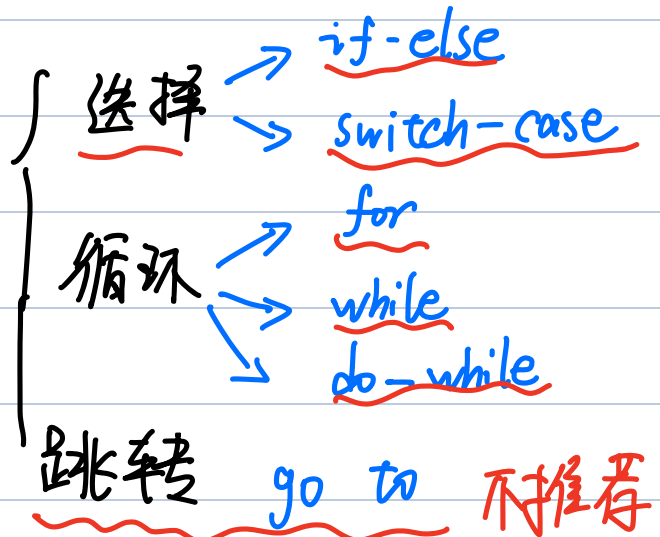 选择
if-else
switch-case
循环
for
while
do-while
跳转 go to 不推荐